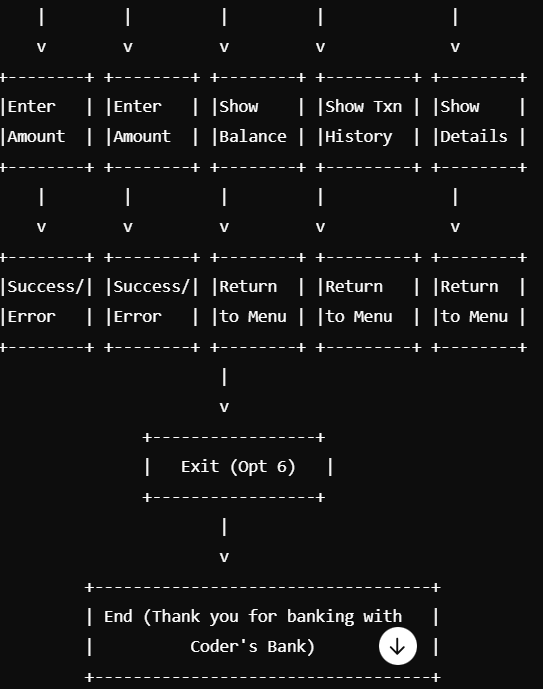 |        |         |         |             |
    v        v         v         v             v
+--------+ +--------+ +--------+ +---------+ +--------+
|Enter   | |Enter   | |Show    | |Show Txn | |Show    |
|Amount  | |Amount  | |Balance | |History  | |Details |
+--------+ +--------+ +--------+ +---------+ +--------+
    |        |         |         |             |
    v        v         v         v             v
+--------+ +--------+ +--------+ +---------+ +--------+
|Success/| |Success/| |Return  | |Return   | |Return  |
|Error   | |Error   | |to Menu | |to Menu  | |to Menu |
+--------+ +--------+ +--------+ +---------+ +--------+
                       |
                       v
               +-----------------+
               |   Exit (Opt 6)   |
               +-----------------+
                       |
                       v
         +-----------------------------------+
         | End (Thank you for banking with   |
         |          Coder's Bank)            |
         +-----------------------------------+